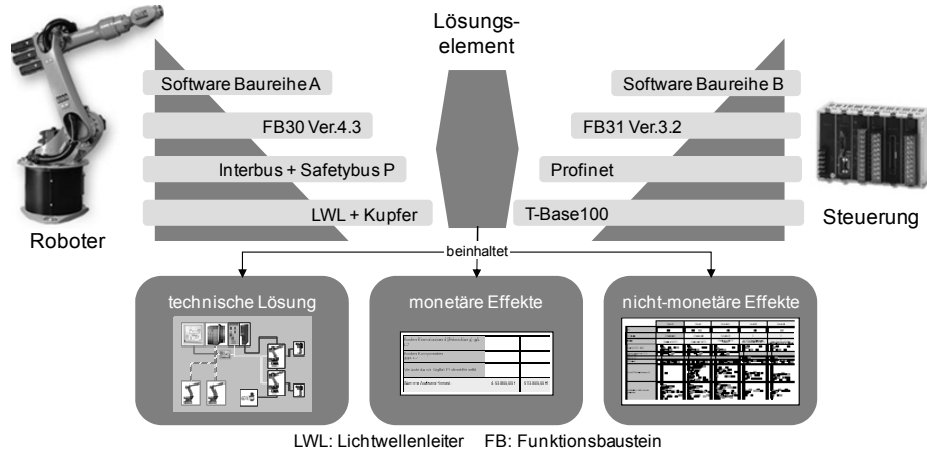 Lösungs-
element
Software Baureihe A
Software Baureihe B
FB30 Ver.4.3
FB31 Ver.3.2
Interbus + Safetybus P
Profinet
LWL + Kupfer
T-Base100
Roboter
Steuerung
beinhaltet
technische Lösung
monetäre Effekte
nicht-monetäre Effekte
LWL: Lichtwellenleiter FB: Funktionsbaustein